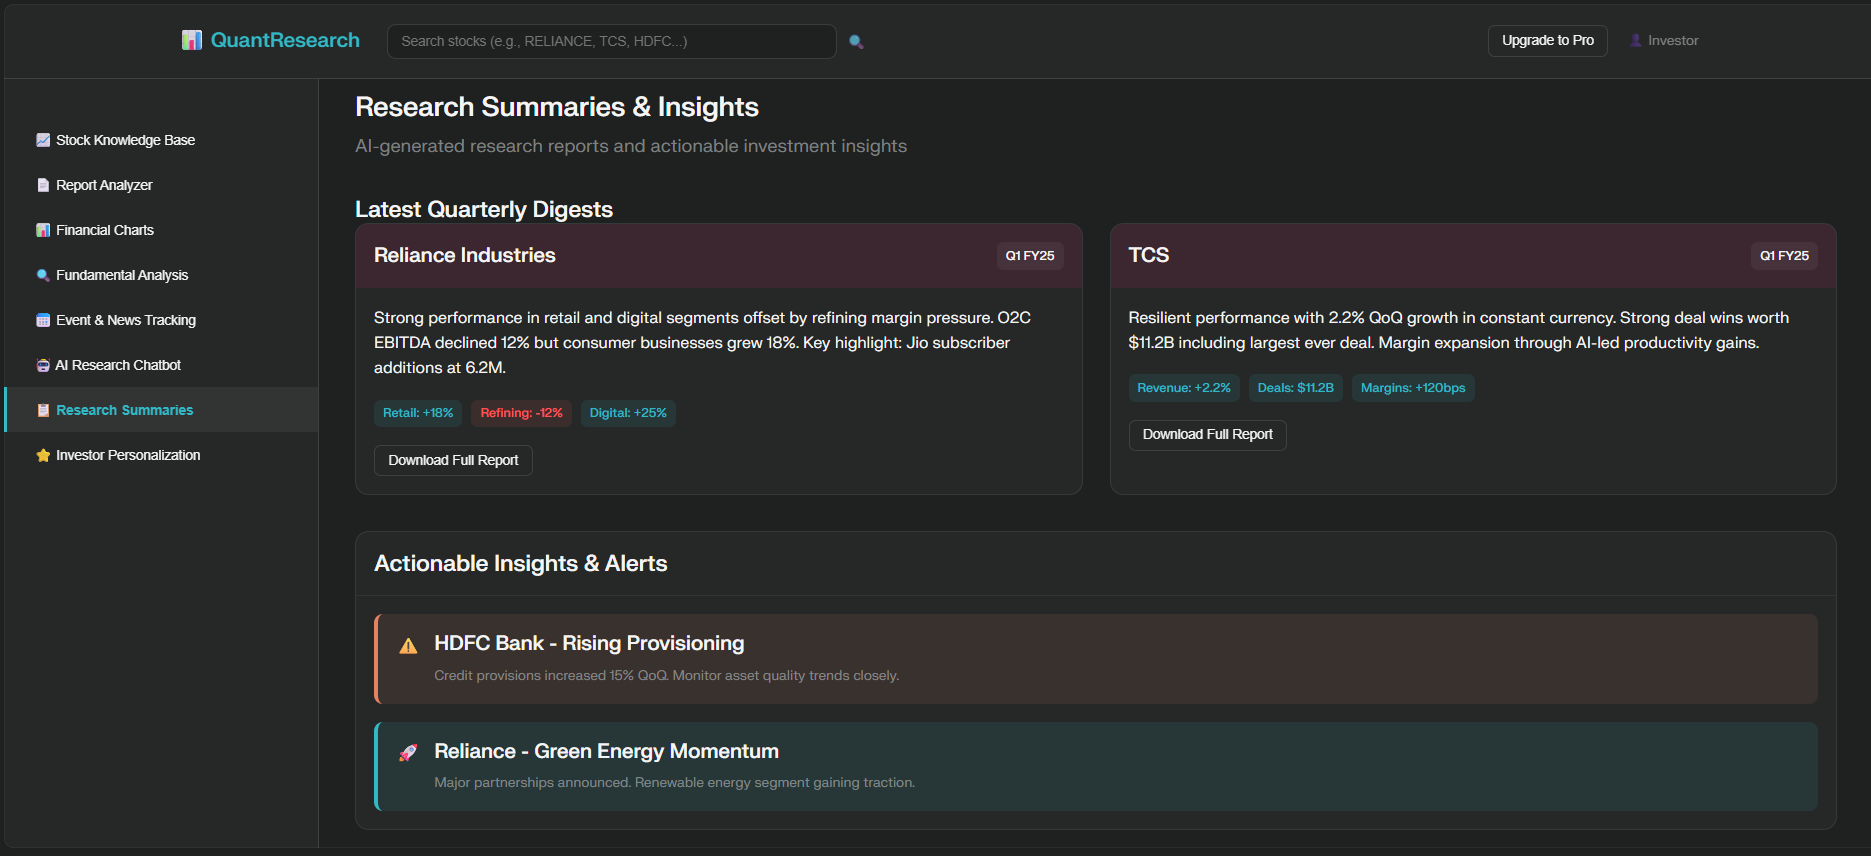 QuantResearch
Search stocks (e.g., RELIANCE, TCS, HDFC...)
Upgrade to Pro
Investor
Stock Knowledge Base
Report Analyzer
Financial Charts
Fundamental Analysis
Event & News Tracking
AI Research Chatbot
Research Summaries
Investor Personalization
Research Summaries & Insights
AI-generated research reports and actionable investment insights
Latest Quarterly Digests
Reliance Industries
Q1 FY25
Strong performance in retail and digital segments offset by refining margin pressure. O2C
EBITDA declined 12% but consumer businesses grew 18%. Key highlight: Jio subscriber
additions at 6.2M.
Retail: +18%
Refining: -12%
Digital: +25%
Download Full Report
TCS
Q1 FY25
Resilient performance with 2.2% QoQ growth in constant currency. Strong deal wins worth
$11.2B including largest ever deal. Margin expansion through AI-led productivity gains.
Revenue: +2.2%
Deals: $11.2B
Margins: +120bps
Download Full Report
Actionable Insights & Alerts
HDFC Bank - Rising Provisioning
Credit provisions increased 15% QoQ. Monitor asset quality trends closely.
Reliance - Green Energy Momentum
Major partnerships announced. Renewable energy segment gaining traction.